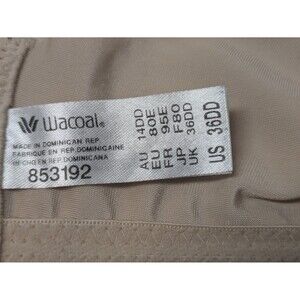 Wacoal®
MADE IN DOMINICAN REP.
FABRIQUE EN REP. DOMINICAINE
HECHO EN REP. DOMINICANA
853192
AU 14DD
EU 80E
FR 95E
JP F80
UK 36DD
US 36DD